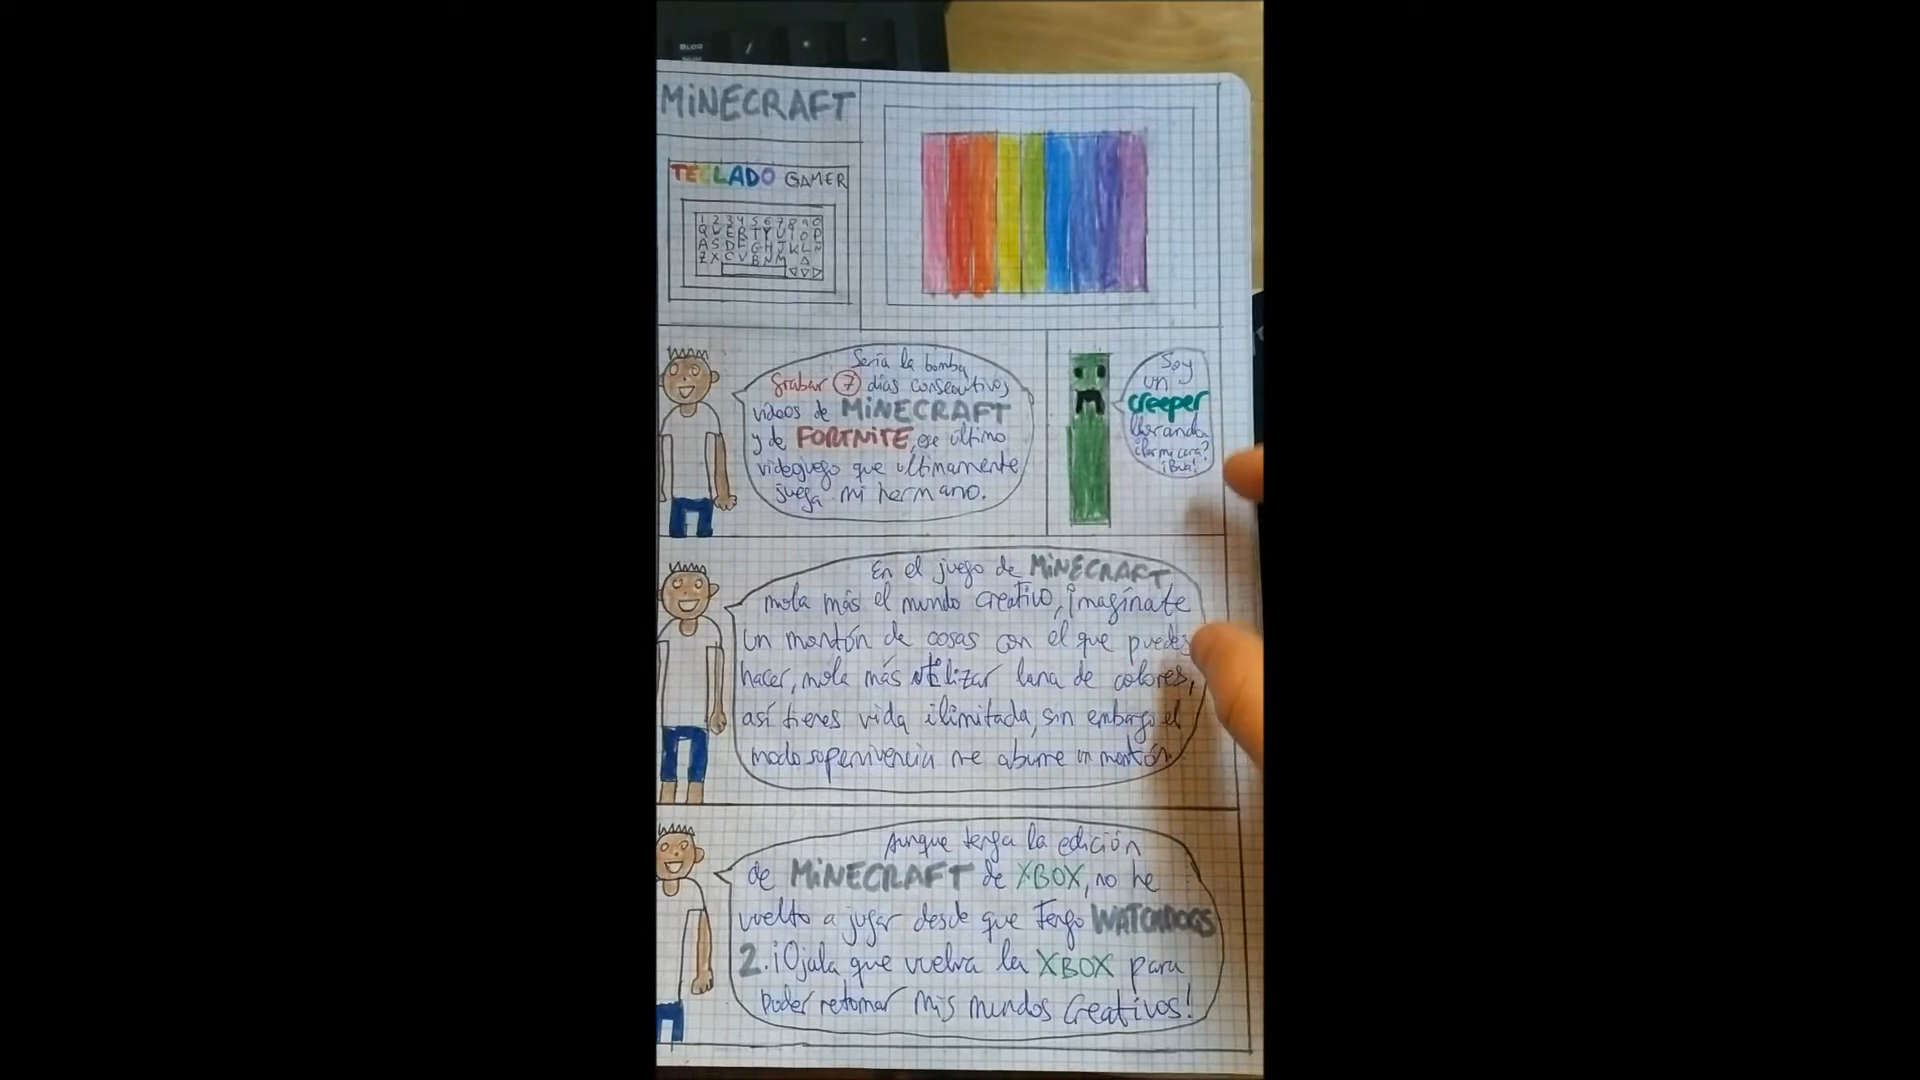 BLOQ
NUM
/
*
-
MiNECRAFT
TECLADO GAMER
1 2 3 4 5 6 7 8 9 0
Q W E R T Y U I O P
A S D F G H J K L Ñ
Z X C V B N M
Sería la bomba
grabar 7 días consecutivos
vídeos de MiNECRAFT
y de FORTNITE, ese último
videojuego que últimamente
juega mi hermano.
Soy
un
creeper
llorando.
¿Por mi cara?
¡Bua!
En el juego de MiNECRAFT
mola más el mundo creativo, imagínate
un montón de cosas con el que puedes
hacer, mola más utilizar lana de colores,
así tienes vida ilimitada, sin embargo el
modo supervivencia me aburre un montón.
Aunque tenga la edición
de MiNECRAFT de XBOX, no he
vuelto a jugar desde que tengo WATCHDOGS
2. ¡Ojala que vuelva la XBOX para
poder retomar mis mundos creativos!